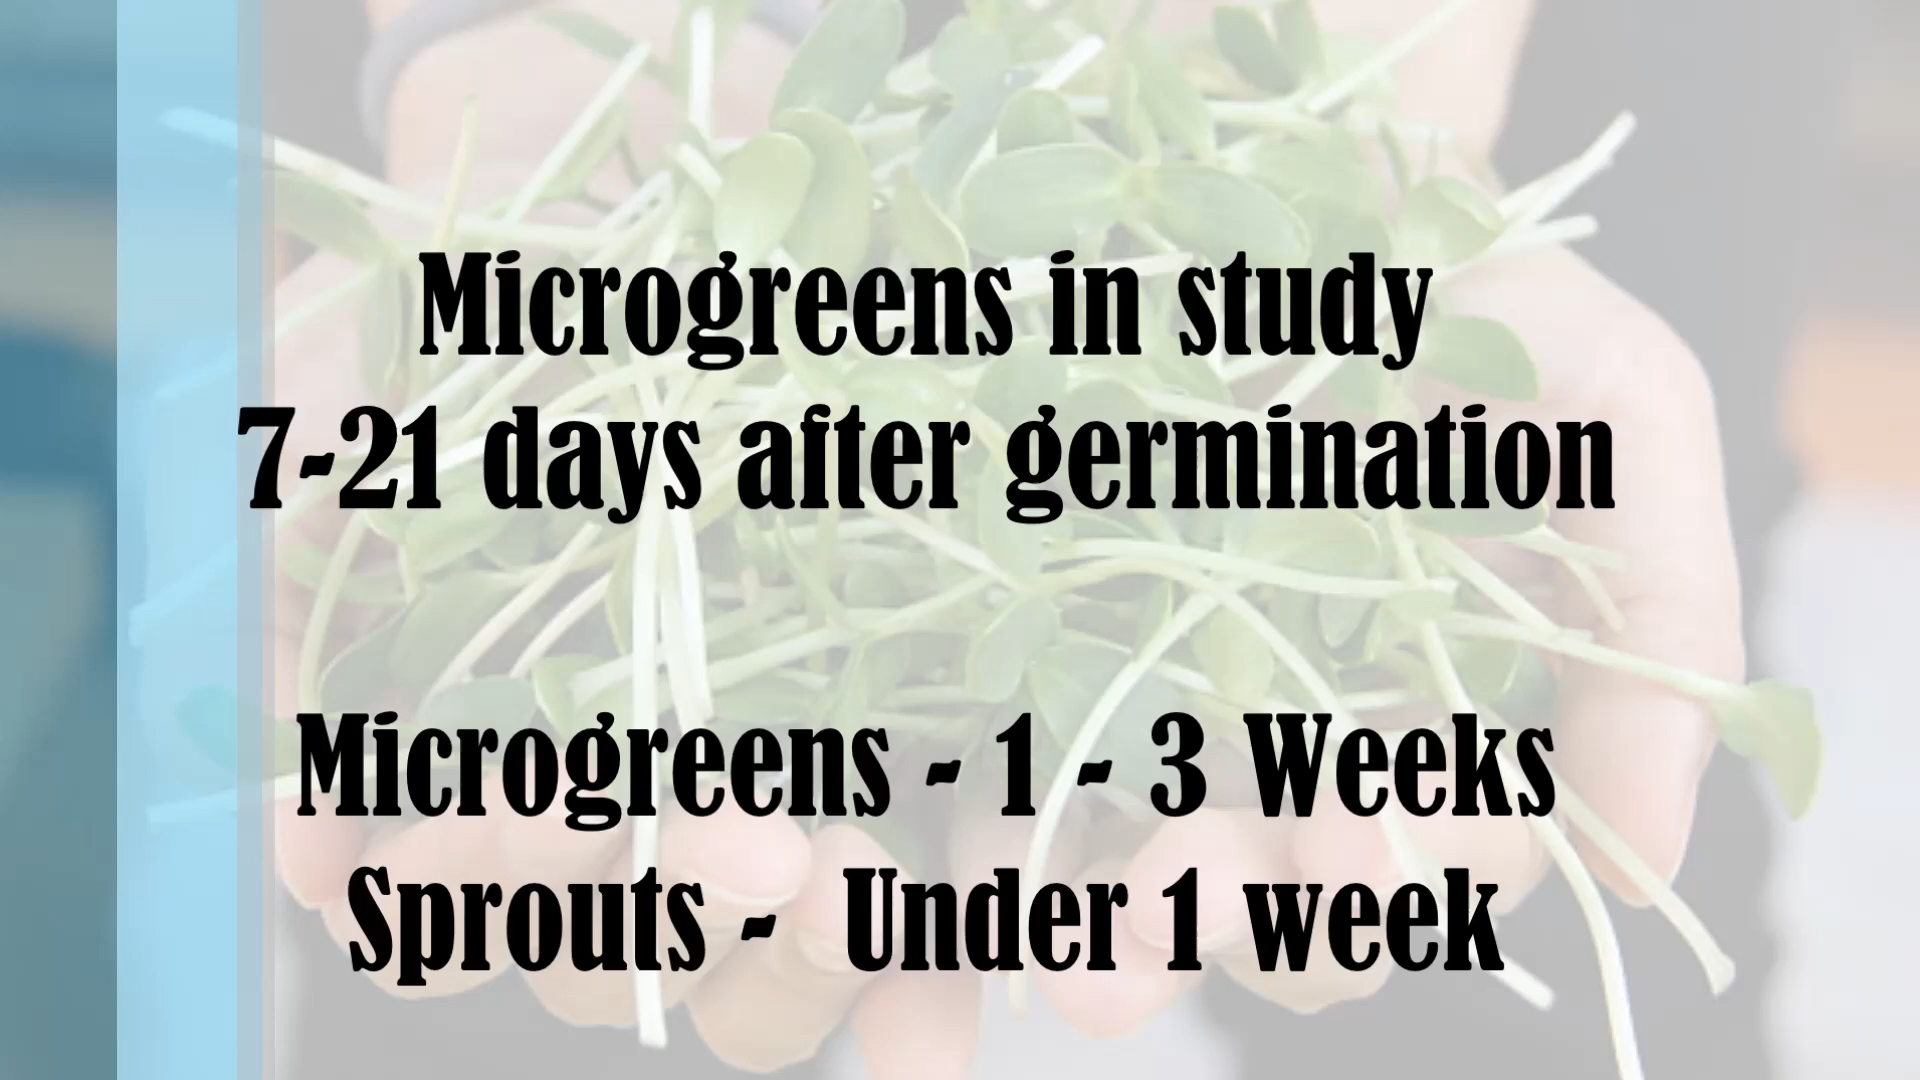 Microgreens in study
7-21 days after germination
Microgreens - 1 - 3 Weeks
Sprouts - Under 1 week